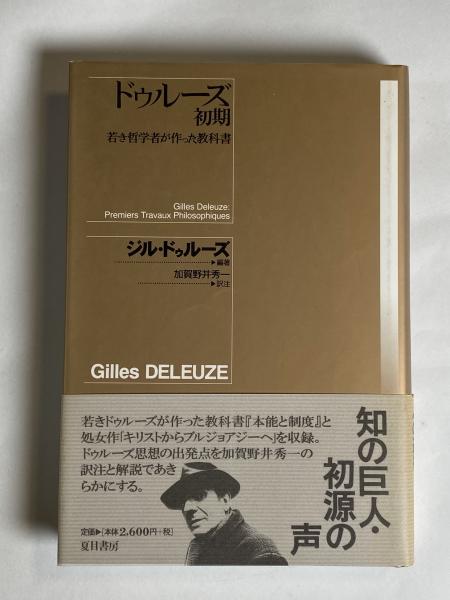 ドゥルーズ
初期
若き哲学者が作った教科書
Gilles Deleuze:
Premiers Travaux Philosophiques
ジル・ドゥルーズ
▶編著
加賀野井秀一
▶訳注
Gilles DELEUZE
若きドゥルーズが作った教科書『本能と制度』と
処女作「キリストからブルジョアジーへ」を収録。
ドゥルーズ思想の出発点を加賀野井秀一の
訳注と解説であき
らかにする。
定価▶[本体2,600円+税]
夏目書房
知の巨人・
初源の
声